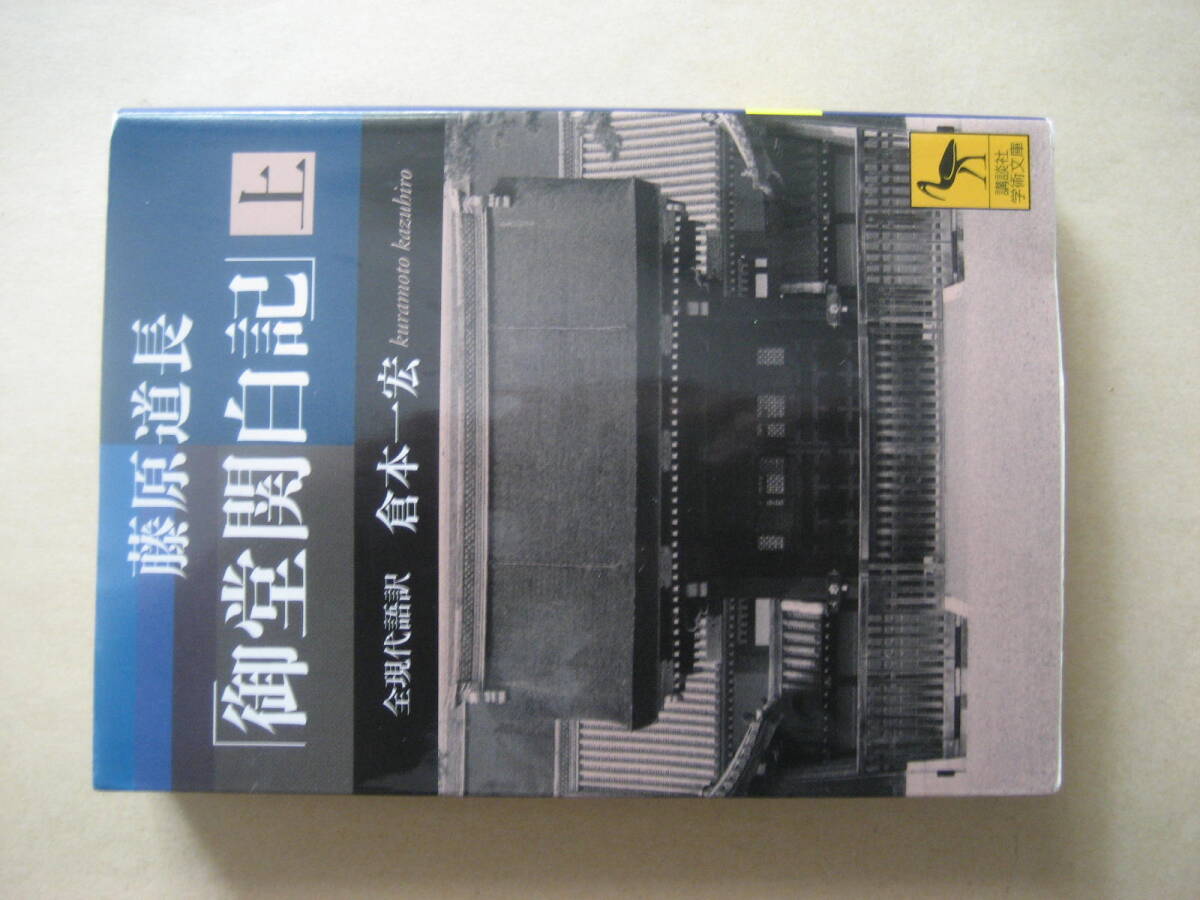 藤原道長
「御堂関白記」上
全現代語訳 倉本一宏 kuramoto kazuhiro
講談社
学術文庫